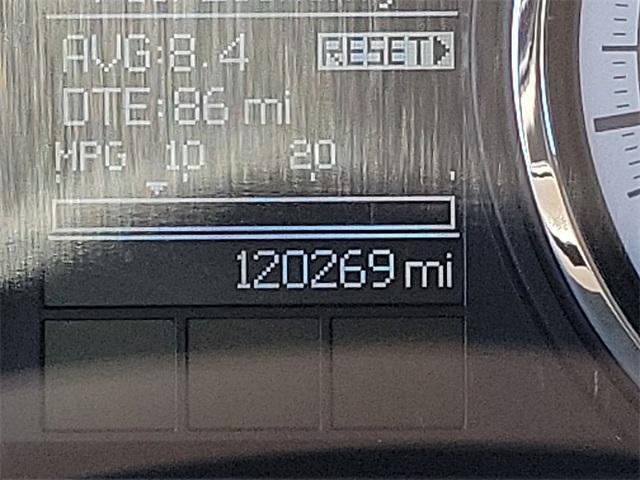 AVG:8.4 RESET
DTE:86 mi
MPG 10 20
120269 mi